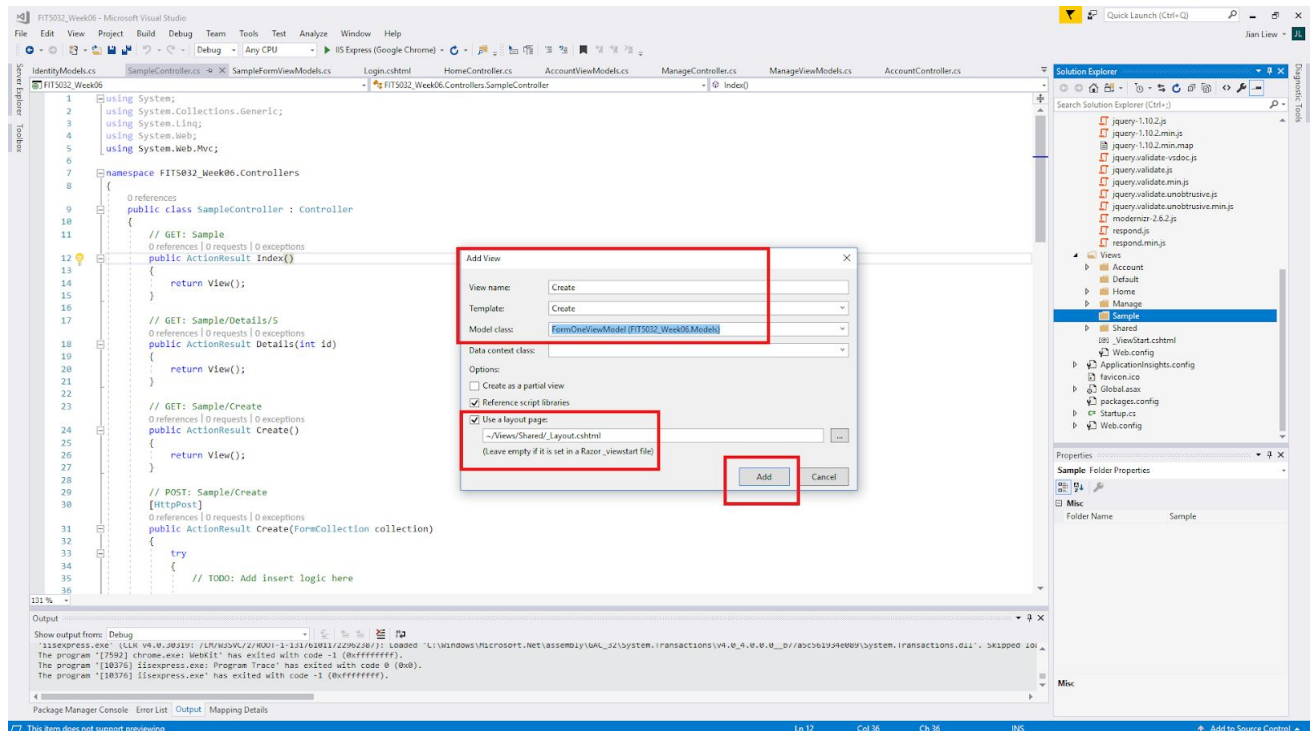 FIT5032_Week06 - Microsoft Visual Studio
Quick Launch (Ctrl+Q)
File Edit View Project Build Debug Team Tools Test Analyze Window Help
Jian Liew JL
Debug Any CPU IIS Express (Google Chrome)
Server Explorer
Toolbox
IdentityModels.cs SampleController.cs SampleFormViewModels.cs Login.cshtml HomeController.cs AccountViewModels.cs ManageController.cs ManageViewModels.cs AccountController.cs
FIT5032_Week06 FIT5032_Week06.Controllers.SampleController Index()
1 using System;
2 using System.Collections.Generic;
3 using System.Linq;
4 using System.Web;
5 using System.Web.Mvc;
6
7 namespace FIT5032_Week06.Controllers
8 {
0 references
9 public class SampleController : Controller
10 {
11 // GET: Sample
0 references | 0 requests | 0 exceptions
12 public ActionResult Index()
13 {
14 return View();
15 }
16
17 // GET: Sample/Details/5
0 references | 0 requests | 0 exceptions
18 public ActionResult Details(int id)
19 {
20 return View();
21 }
22
23 // GET: Sample/Create
0 references | 0 requests | 0 exceptions
24 public ActionResult Create()
25 {
26 return View();
27 }
28
29 // POST: Sample/Create
30 [HttpPost]
0 references | 0 requests | 0 exceptions
31 public ActionResult Create(FormCollection collection)
32 {
33 try
34 {
35 // TODO: Add insert logic here
36
131 %
Add View
View name: Create
Template: Create
Model class: FormOneViewModel (FIT5032_Week06.Models)
Data context class:
Options:
Create as a partial view
Reference script libraries
Use a layout page:
~/Views/Shared/_Layout.cshtml
...
(Leave empty if it is set in a Razor _viewstart file)
Add Cancel
Solution Explorer
Search Solution Explorer (Ctrl+;)
jquery-1.10.2.js
jquery-1.10.2.min.js
jquery-1.10.2.min.map
jquery.validate-vsdoc.js
jquery.validate.js
jquery.validate.min.js
jquery.validate.unobtrusive.js
jquery.validate.unobtrusive.min.js
modernizr-2.6.2.js
respond.js
respond.min.js
Views
Account
Default
Home
Manage
Sample
Shared
_ViewStart.cshtml
Web.config
ApplicationInsights.config
favicon.ico
Global.asax
packages.config
C# Startup.cs
Web.config
Diagnostic Tools
Properties
Sample Folder Properties
Misc
Folder Name Sample
Misc
Output
Show output from: Debug
The program '[7592] chrome.exe: WebKit' has exited with code -1 (0xffffffff).
The program '[10376] iisexpress.exe: Program Trace' has exited with code 0 (0x0).
The program '[10376] iisexpress.exe' has exited with code -1 (0xffffffff).
Package Manager Console Error List Output Mapping Details
This item does not support previewing Ln 12 Col 36 Ch 36 INS Add to Source Control